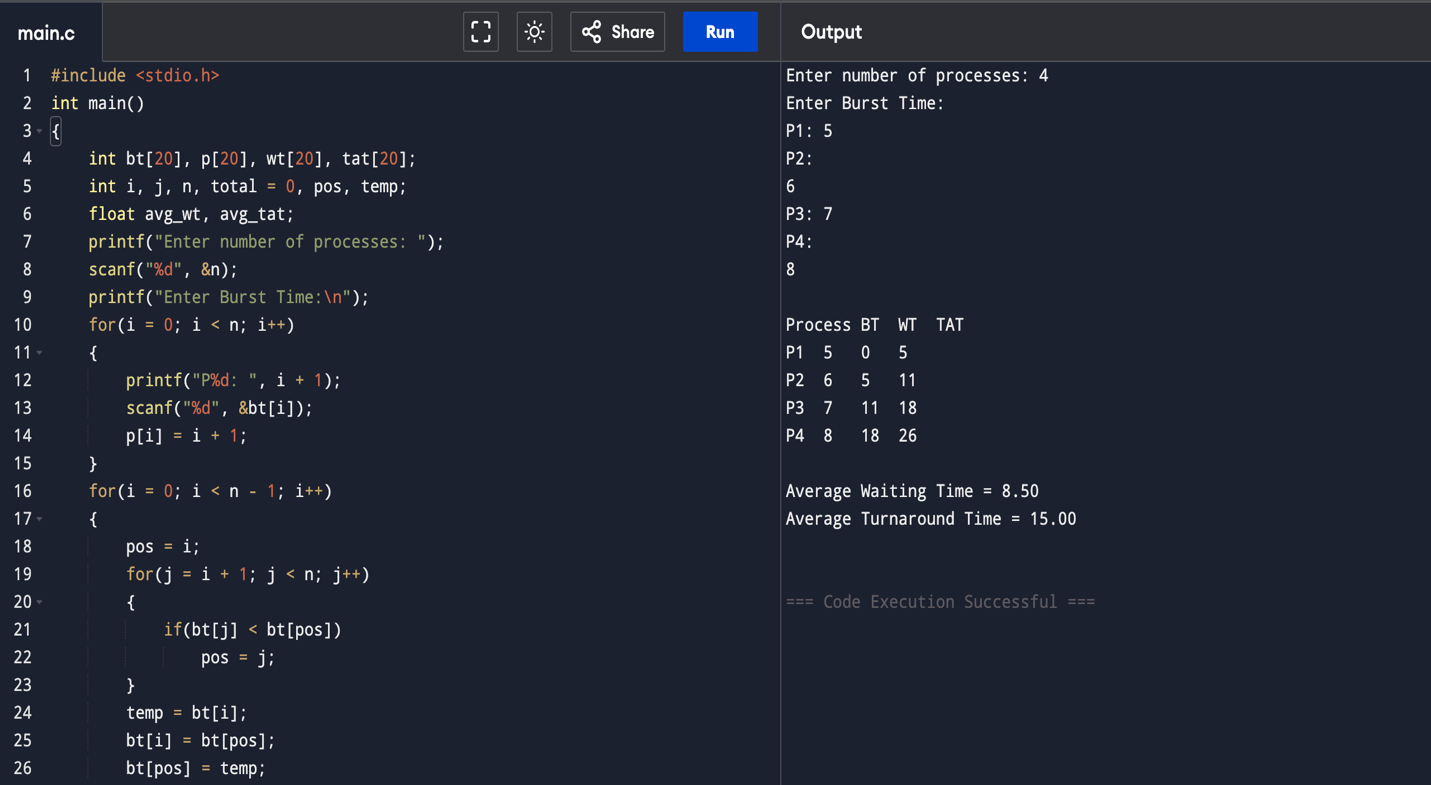 main.c
Share
Run
Output
1 #include <stdio.h>
2 int main()
3 {
4     int bt[20], p[20], wt[20], tat[20];
5     int i, j, n, total = 0, pos, temp;
6     float avg_wt, avg_tat;
7     printf("Enter number of processes: ");
8     scanf("%d", &n);
9     printf("Enter Burst Time:\n");
10     for(i = 0; i < n; i++)
11     {
12         printf("P%d: ", i + 1);
13         scanf("%d", &bt[i]);
14         p[i] = i + 1;
15     }
16     for(i = 0; i < n - 1; i++)
17     {
18         pos = i;
19         for(j = i + 1; j < n; j++)
20         {
21             if(bt[j] < bt[pos])
22                 pos = j;
23         }
24         temp = bt[i];
25         bt[i] = bt[pos];
26         bt[pos] = temp;
Enter number of processes: 4
Enter Burst Time:
P1: 5
P2:
6
P3: 7
P4:
8
Process BT  WT  TAT
P1  5   0   5
P2  6   5   11
P3  7   11  18
P4  8   18  26
Average Waiting Time = 8.50
Average Turnaround Time = 15.00
=== Code Execution Successful ===